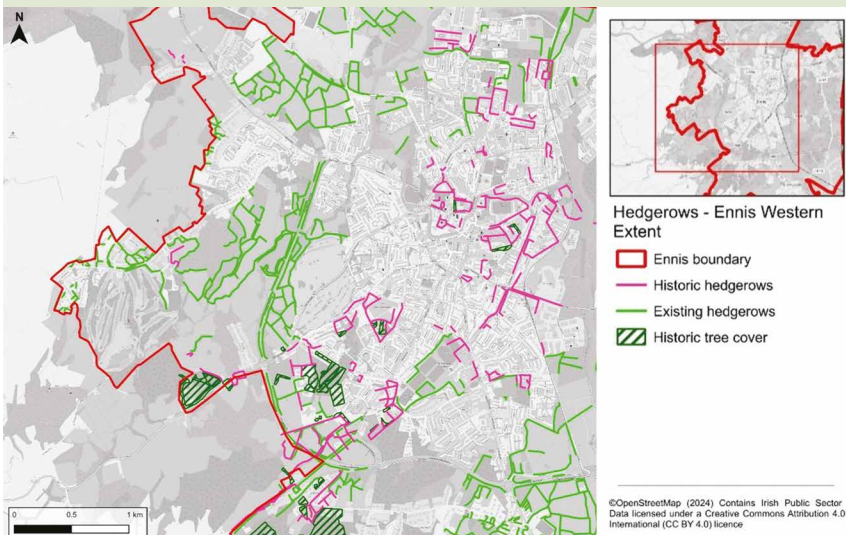 N
Hedgerows - Ennis Western
Extent
Ennis boundary
Historic hedgerows
Existing hedgerows
Historic tree cover
0 0.5 1 km
©OpenStreetMap (2024) Contains Irish Public Sector
Data licensed under a Creative Commons Attribution 4.0
International (CC BY 4.0) licence